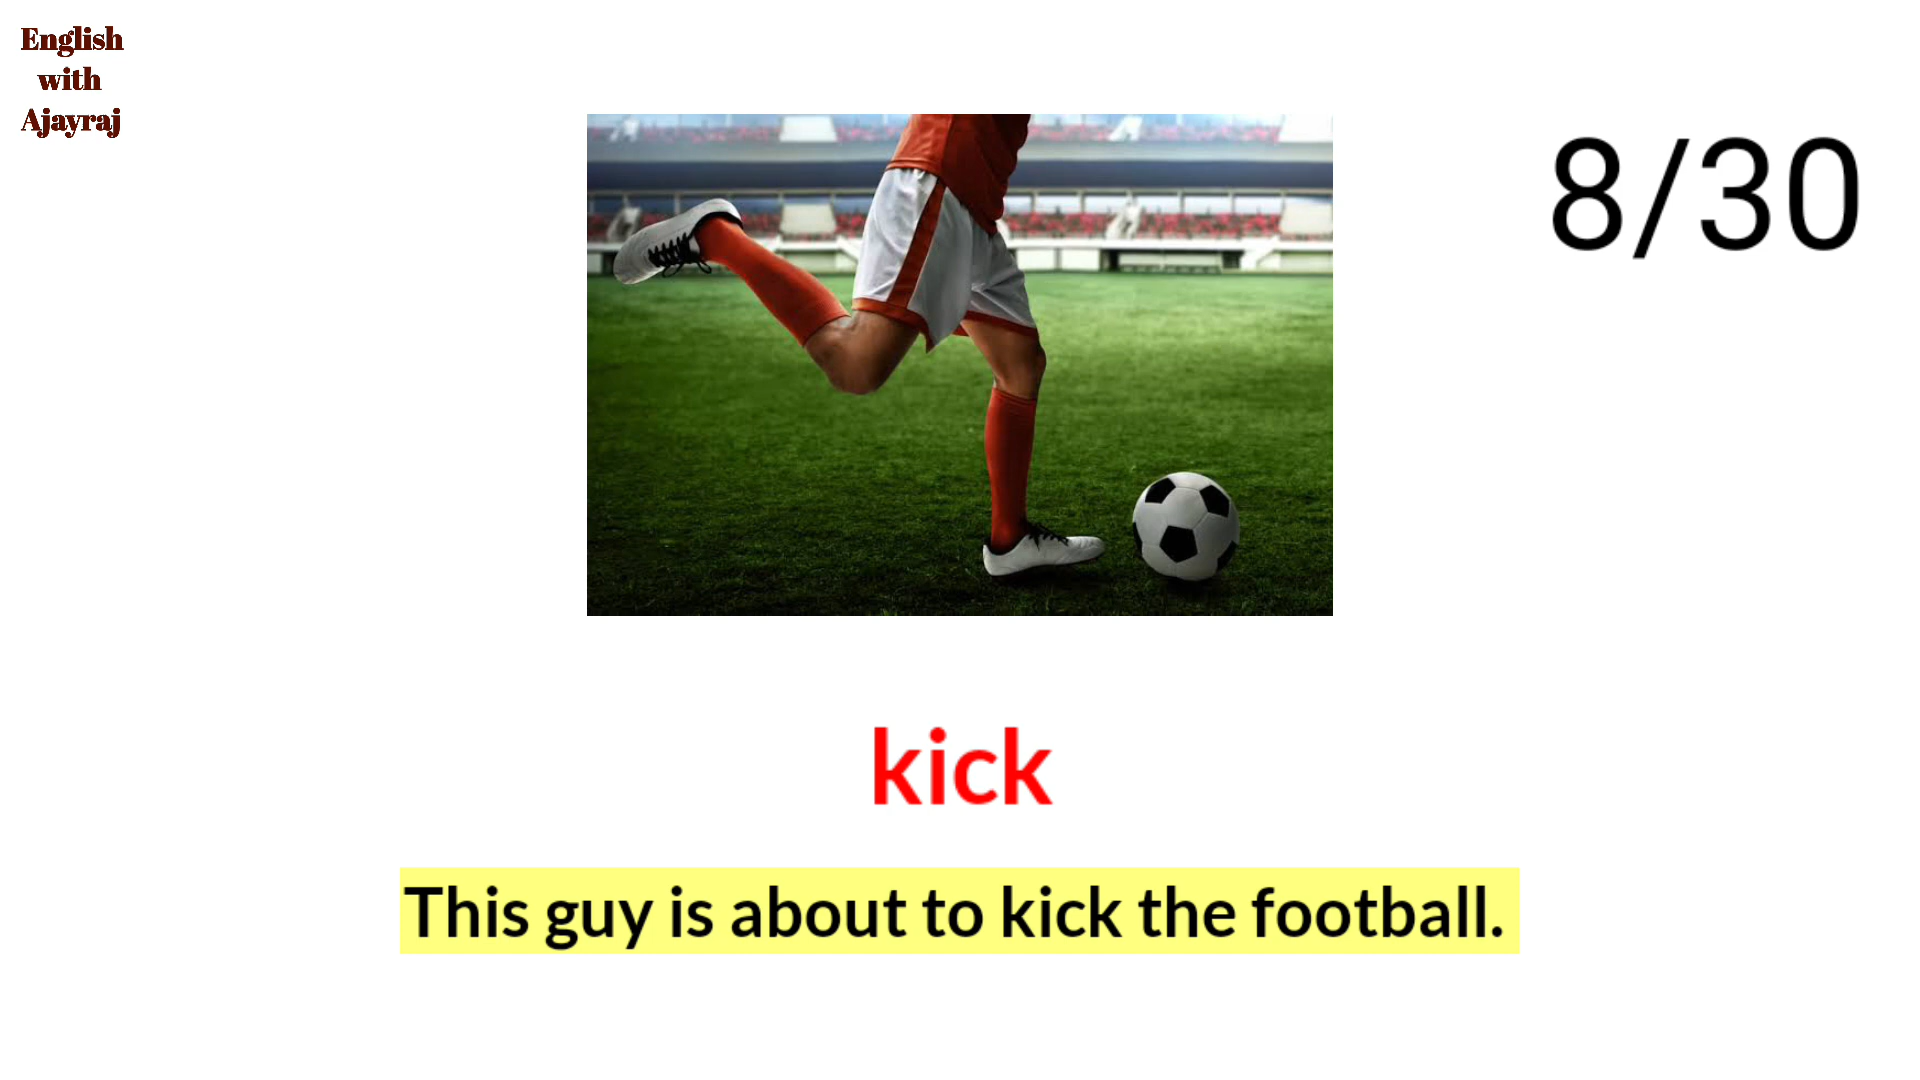 English
with
Ajayraj
8/30
kick
This guy is about to kick the football.